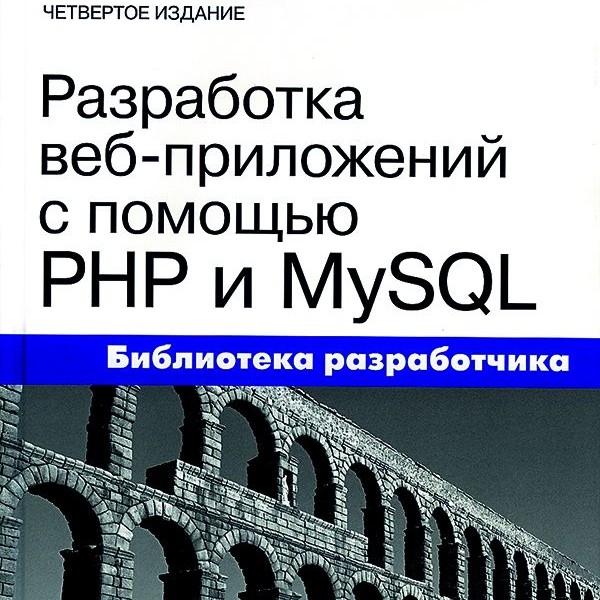 ЧЕТВЕРТОЕ ИЗДАНИЕ
Разработка
веб-приложений
с помощью
PHP и MySQL
Библиотека разработчика